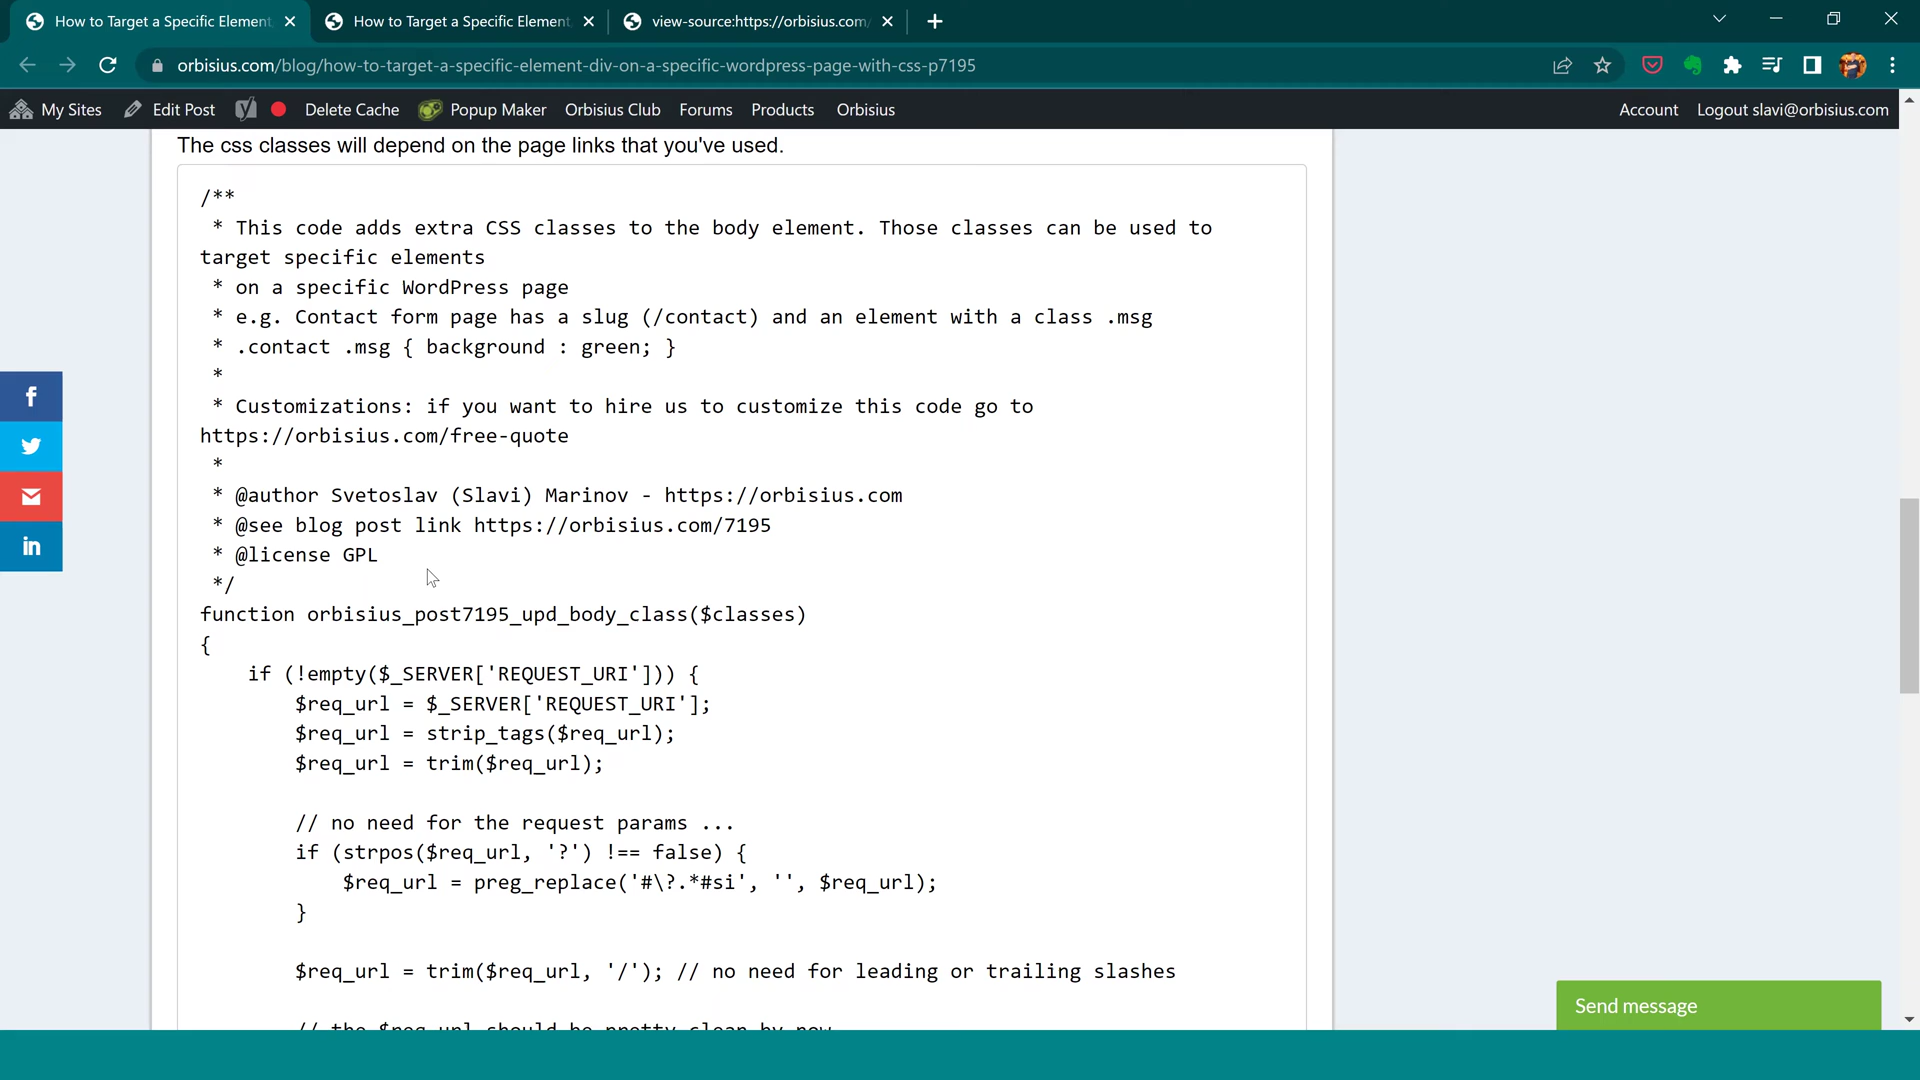 How to Target a Specific Element
How to Target a Specific Element
view-source:https://orbisius.com/
orbisius.com/blog/how-to-target-a-specific-element-div-on-a-specific-wordpress-page-with-css-p7195
My Sites
Edit Post
Delete Cache
Popup Maker
Orbisius Club
Forums
Products
Orbisius
Account
Logout slavi@orbisius.com
The css classes will depend on the page links that you've used.
/**
* This code adds extra CSS classes to the body element. Those classes can be used to
target specific elements
* on a specific WordPress page
* e.g. Contact form page has a slug (/contact) and an element with a class .msg
* .contact .msg { background : green; }
*
* Customizations: if you want to hire us to customize this code go to
https://orbisius.com/free-quote
*
* @author Svetoslav (Slavi) Marinov - https://orbisius.com
* @see blog post link https://orbisius.com/7195
* @license GPL
*/
function orbisius_post7195_upd_body_class($classes)
{
if (!empty($_SERVER['REQUEST_URI'])) {
$req_url = $_SERVER['REQUEST_URI'];
$req_url = strip_tags($req_url);
$req_url = trim($req_url);
// no need for the request params ...
if (strpos($req_url, '?') !== false) {
$req_url = preg_replace('#\?.*#si', '', $req_url);
}
$req_url = trim($req_url, '/'); // no need for leading or trailing slashes
// the $req_url should be pretty clean by now
Send message